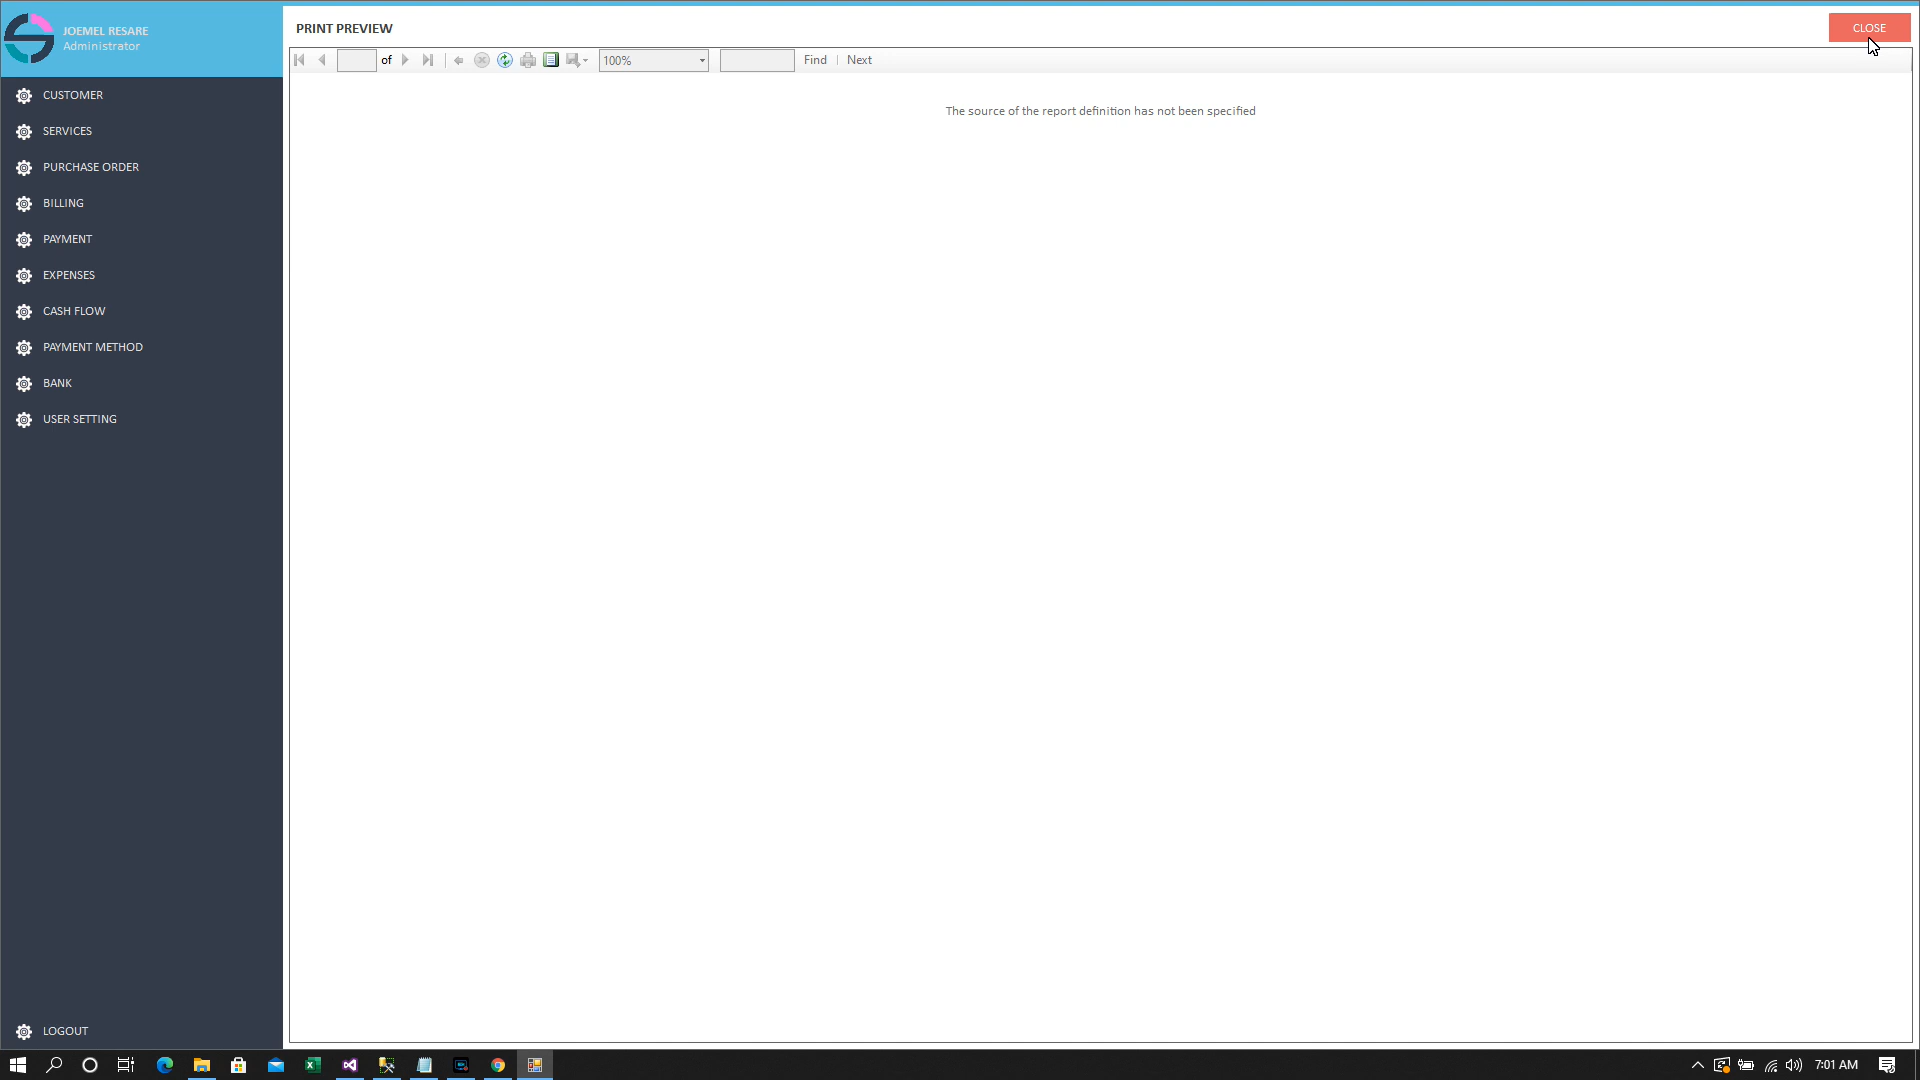 JOEMEL RESARE
Administrator
PRINT PREVIEW
CLOSE
of
100%
Find
Next
The source of the report definition has not been specified
CUSTOMER
SERVICES
PURCHASE ORDER
BILLING
PAYMENT
EXPENSES
CASH FLOW
PAYMENT METHOD
BANK
USER SETTING
LOGOUT
7:01 AM